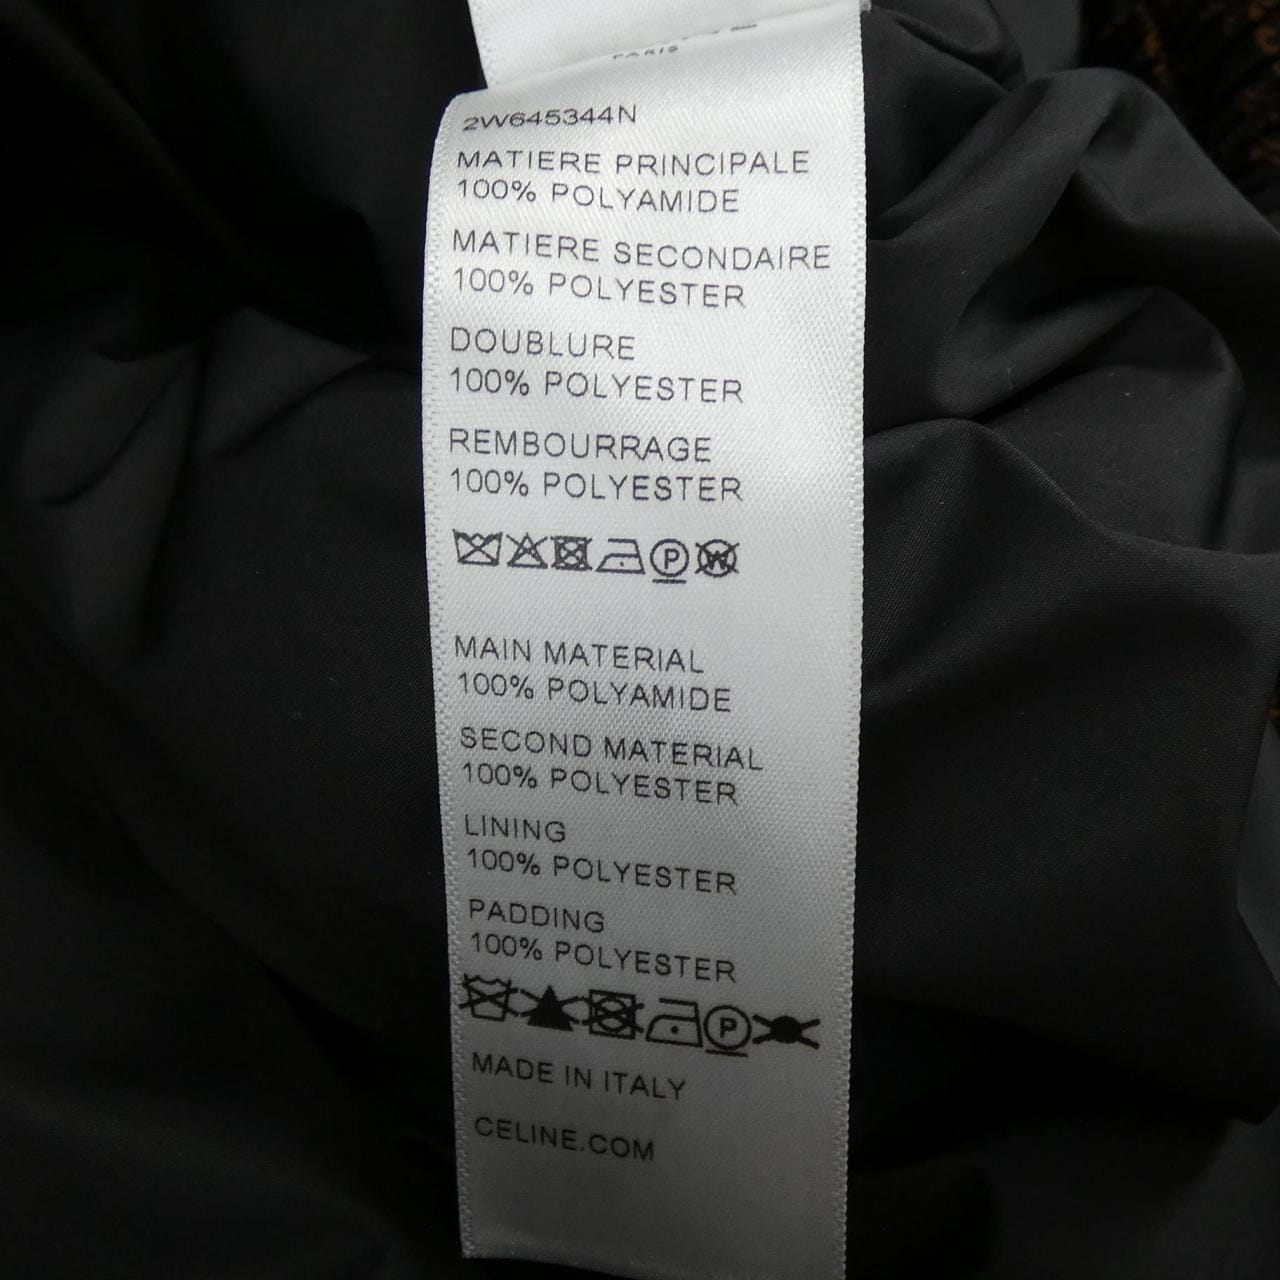 PARIS
2W645344N
MATIERE PRINCIPALE
100% POLYAMIDE
MATIERE SECONDAIRE
100% POLYESTER
DOUBLURE
100% POLYESTER
REMBOURRAGE
100% POLYESTER
P W
MAIN MATERIAL
100% POLYAMIDE
SECOND MATERIAL
100% POLYESTER
LINING
100% POLYESTER
PADDING
100% POLYESTER
P
MADE IN ITALY
CELINE.COM